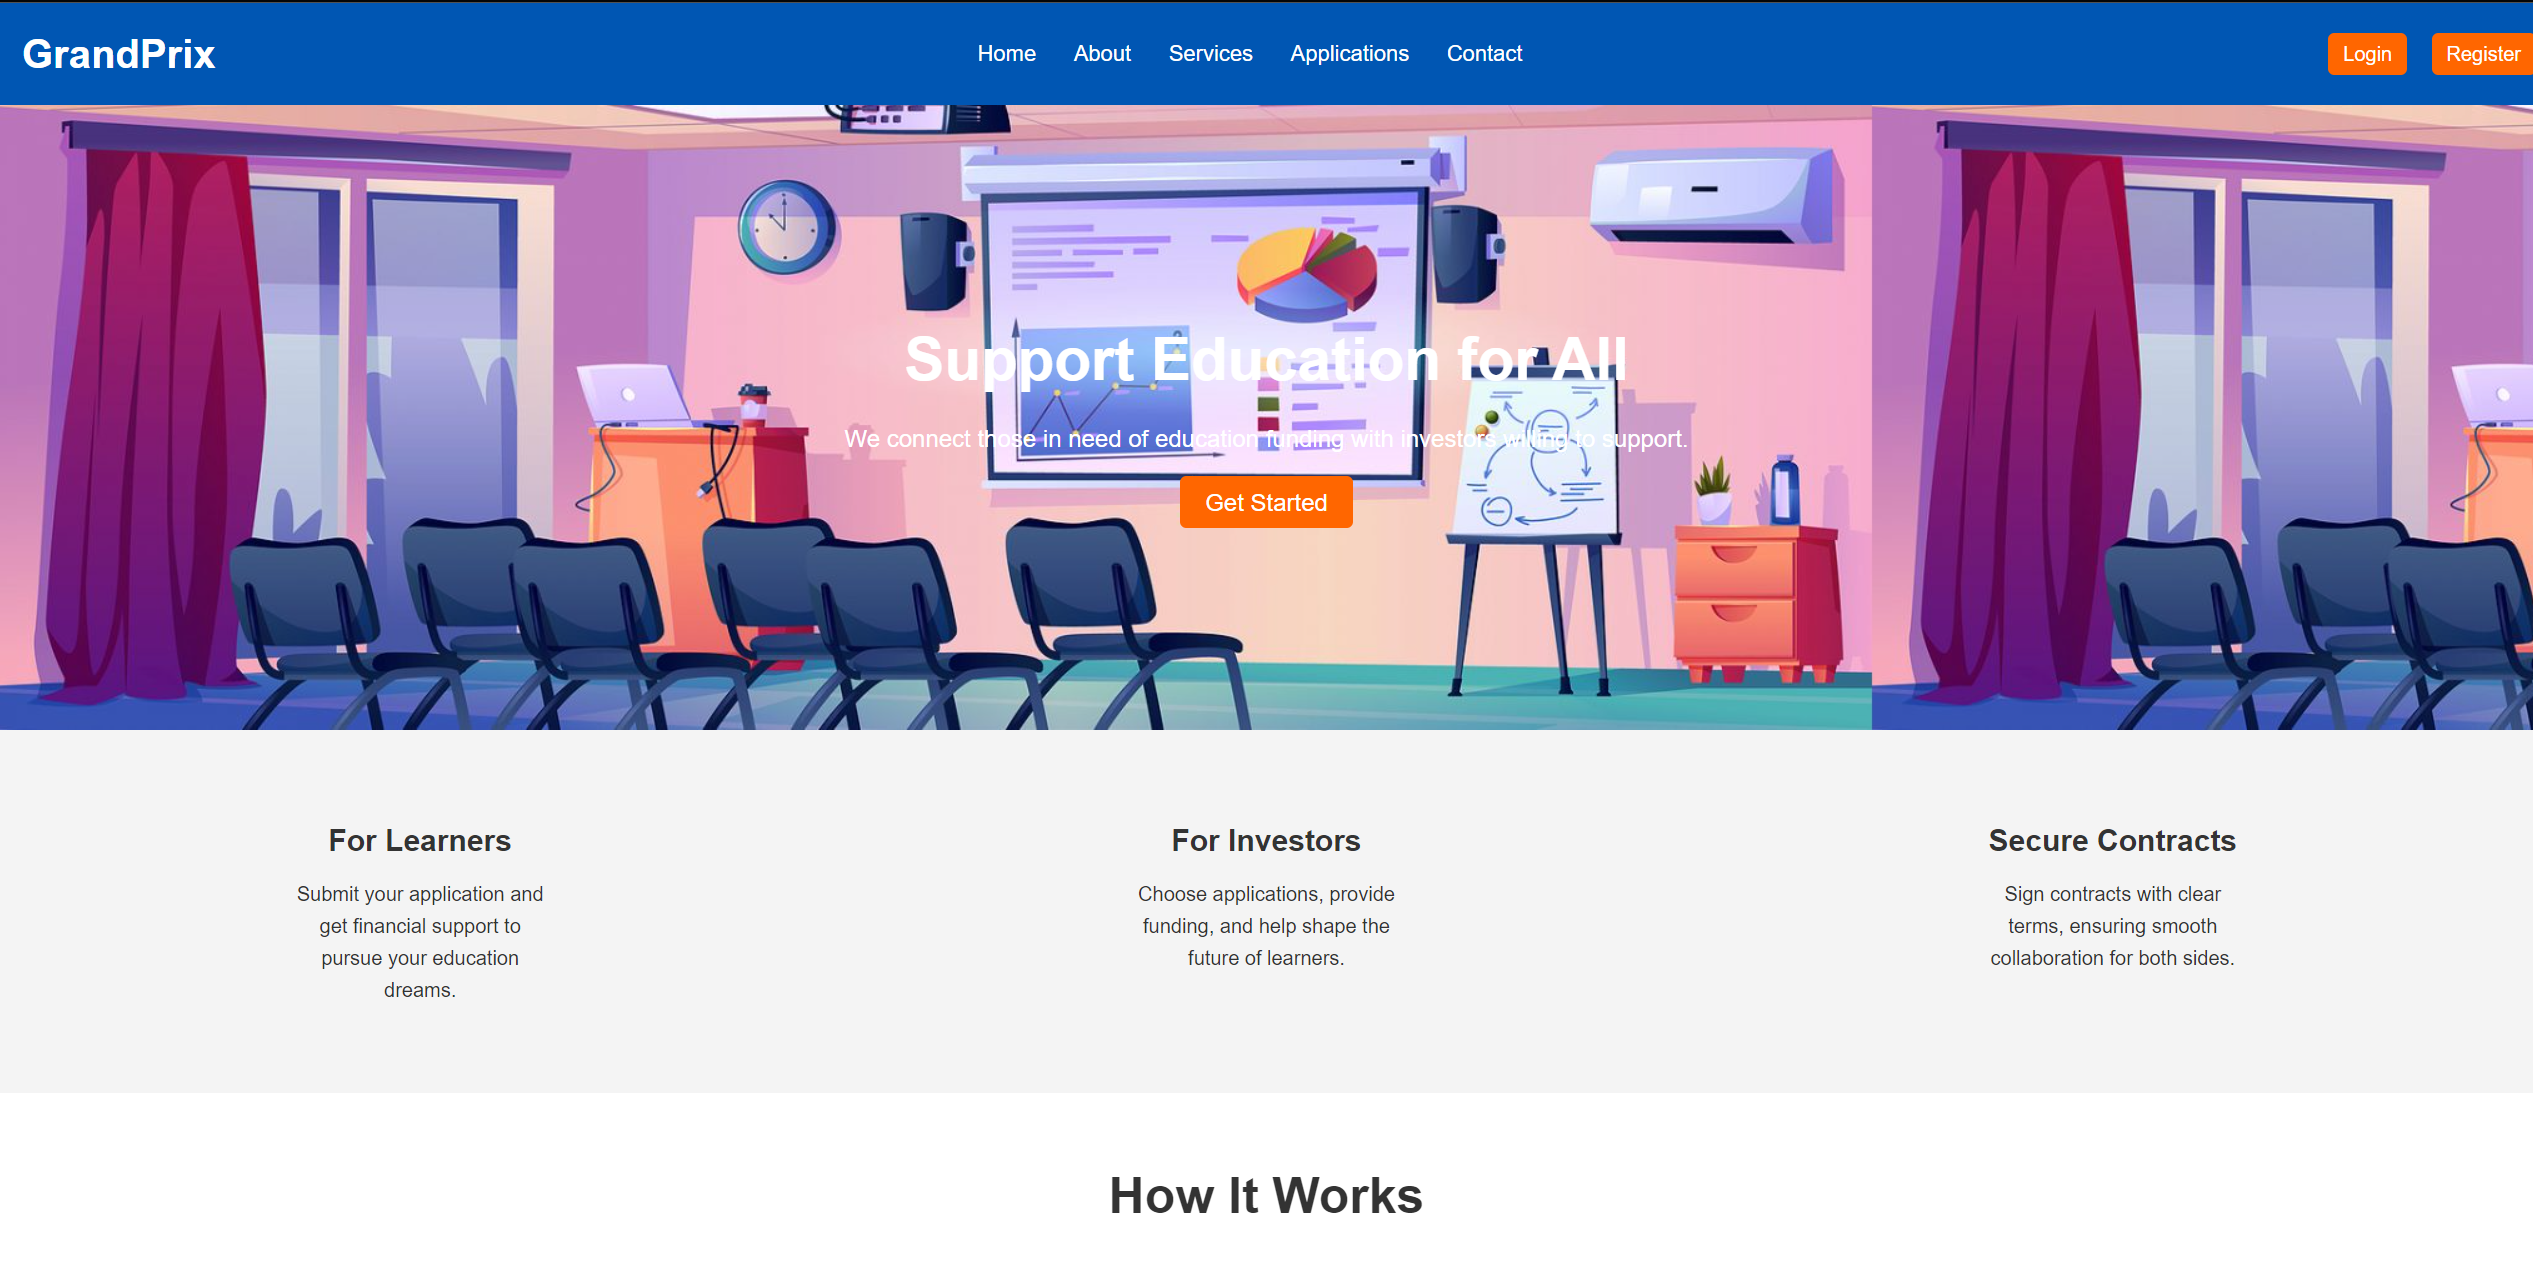 GrandPrix
Home About Services Applications Contact
Login Register
Support Education for All
We connect those in need of education funding with investors willing to support.
Get Started
For Learners
Submit your application and
get financial support to
pursue your education
dreams.
For Investors
Choose applications, provide
funding, and help shape the
future of learners.
Secure Contracts
Sign contracts with clear
terms, ensuring smooth
collaboration for both sides.
How It Works